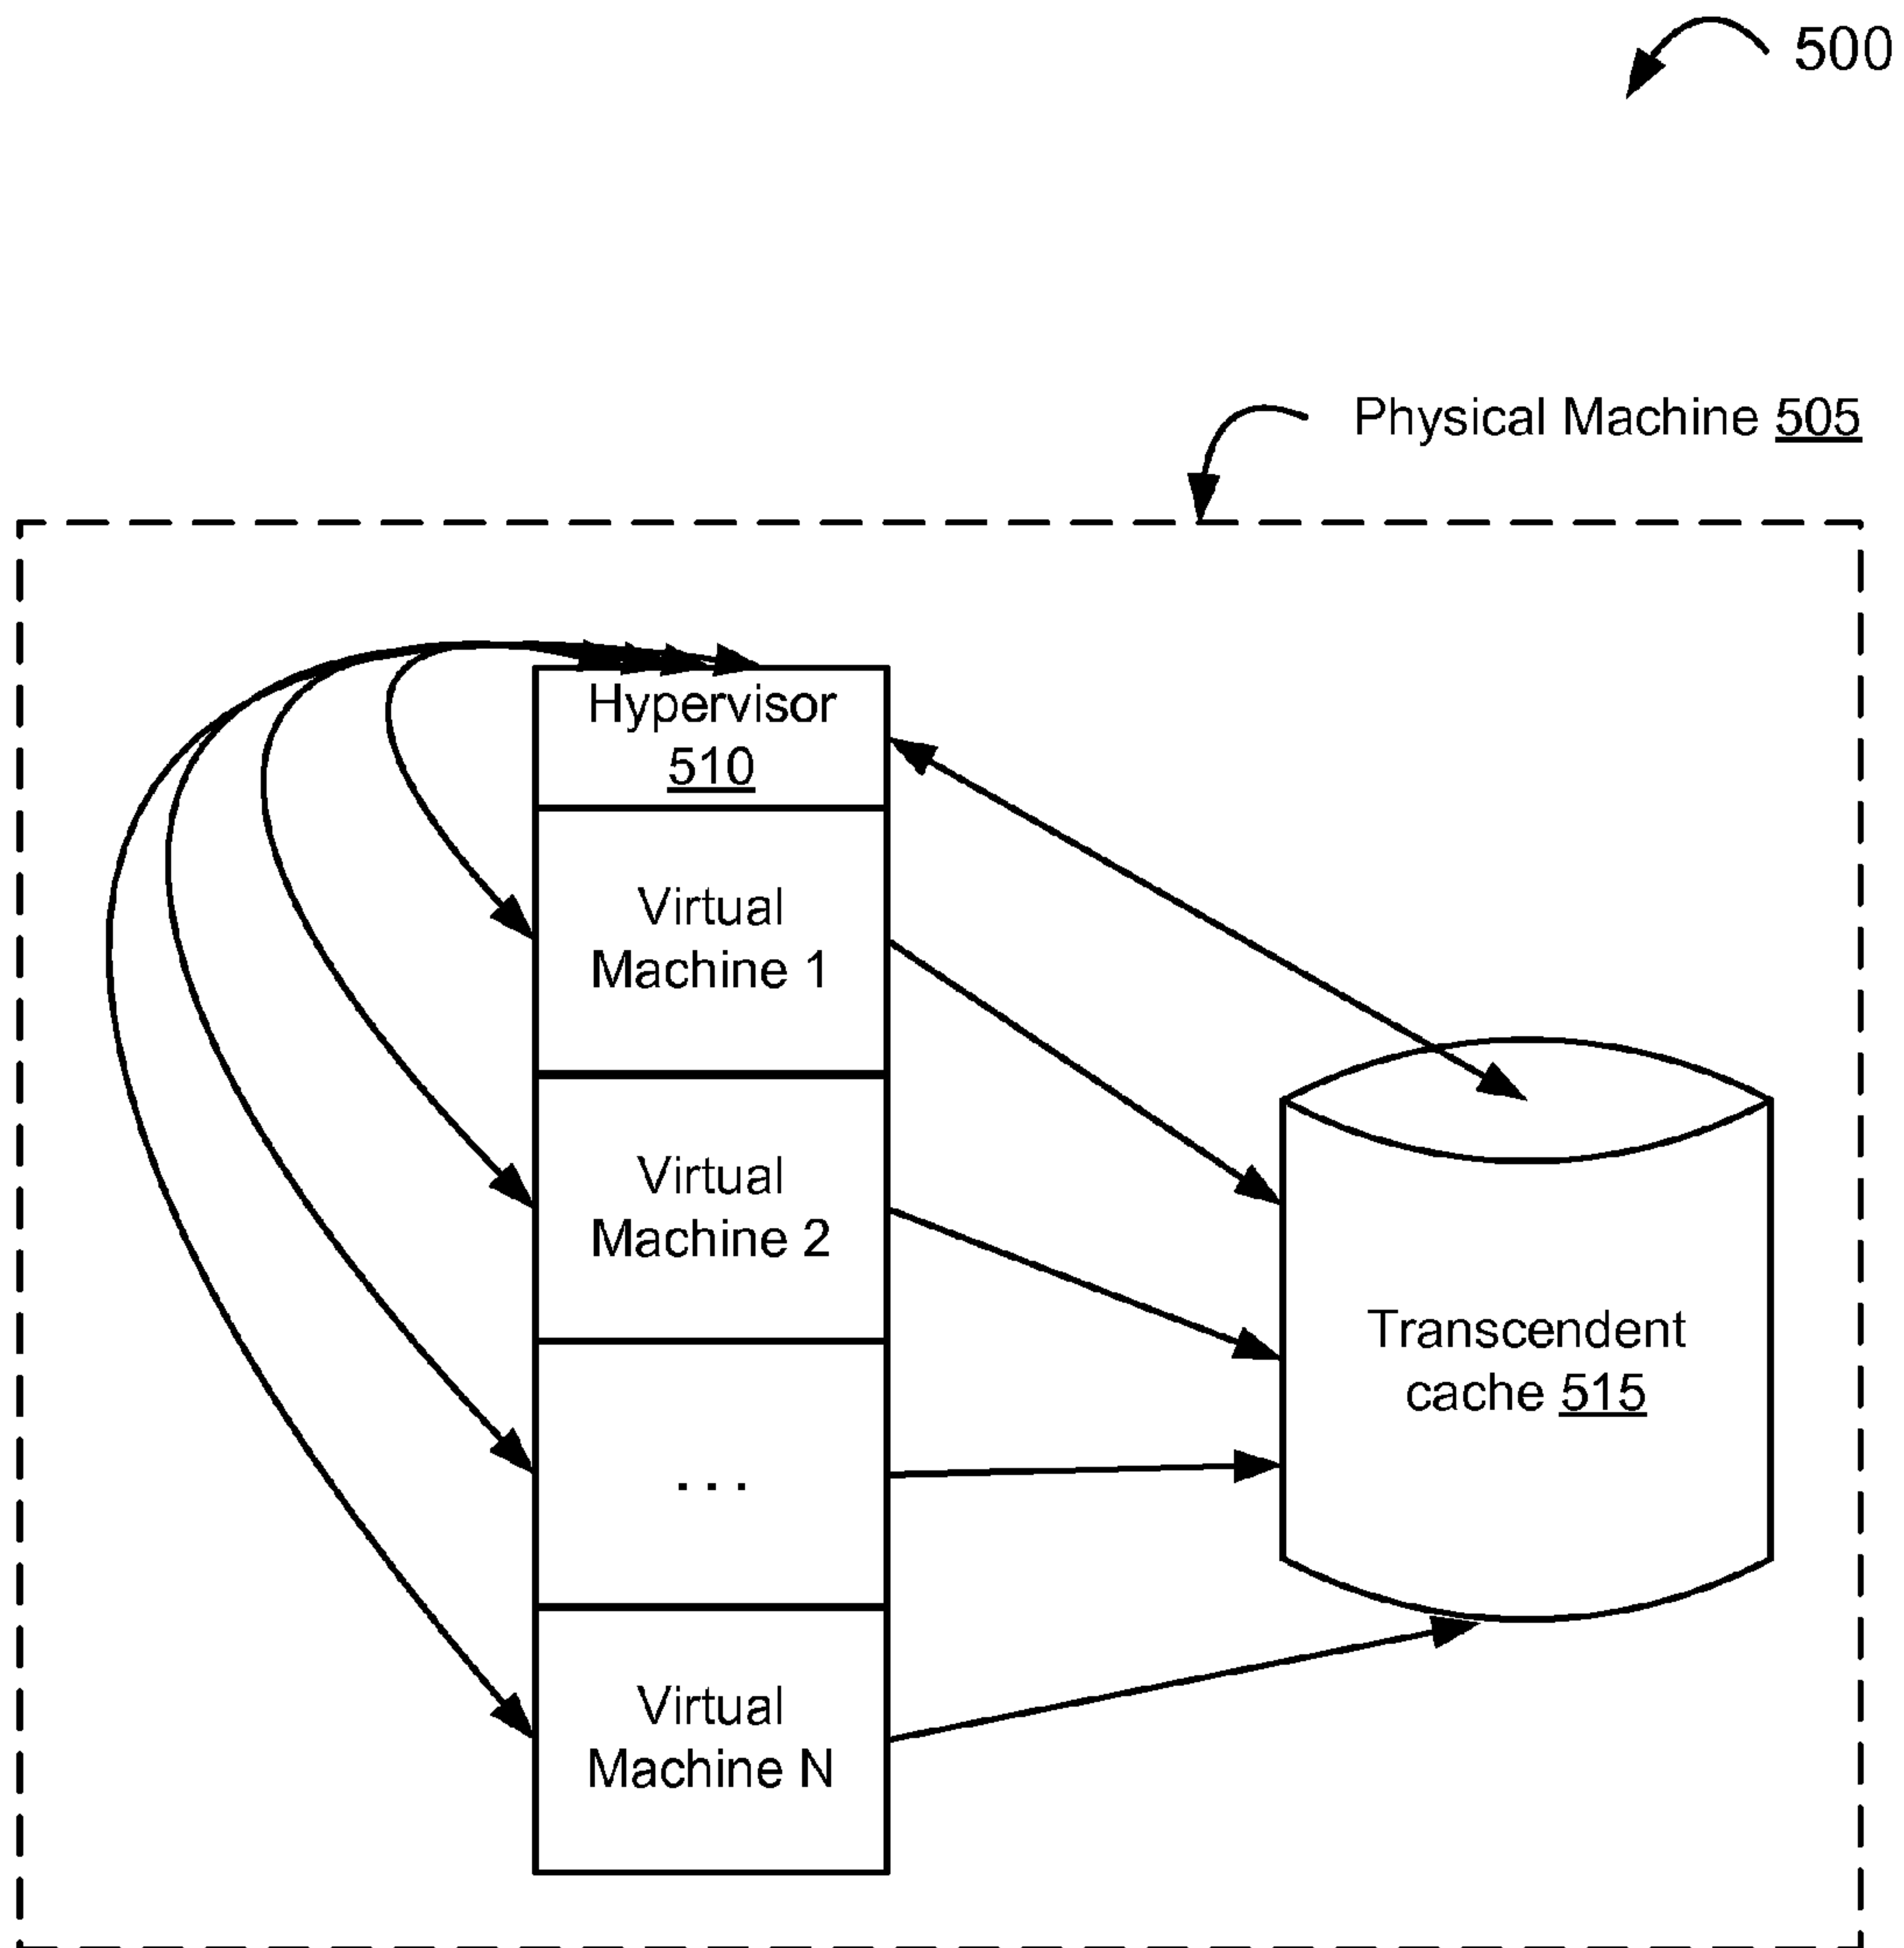 500
Physical Machine 505
Hypervisor
510
Virtual
Machine 1
Virtual
Machine 2
Transcendent
cache 515
. . .
Virtual
Machine N